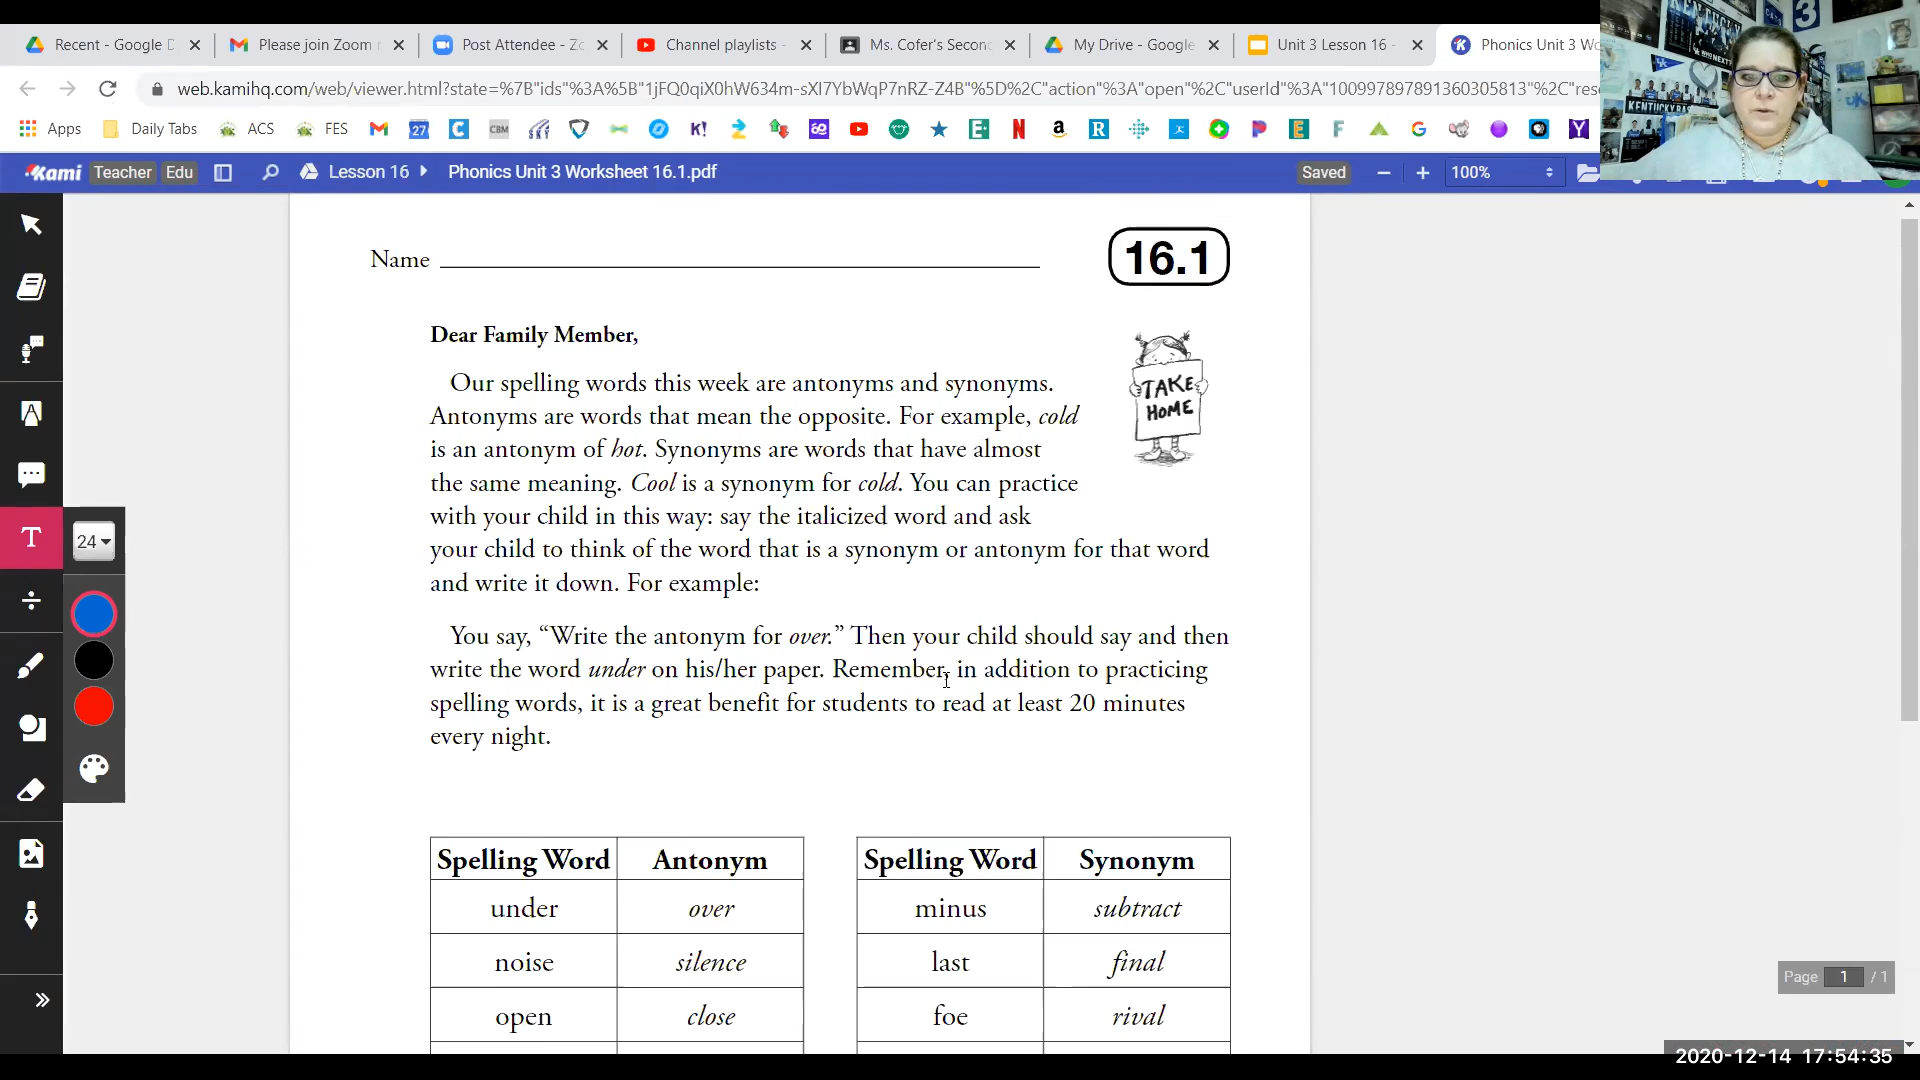 Recent - Google D
Please join Zoom
Post Attendee - Zo
Channel playlists -
Ms. Cofer's Secon
My Drive - Google
Unit 3 Lesson 16 -
Phonics Unit 3 Wo
web.kamihq.com/web/viewer.html?state=%7B"ids"%3A%5B"1jFQ0qiX0hW634m-sXI7YbWqP7nRZ-Z4B"%5D%2C"action"%3A"open"%2C"userId"%3A"100997897891360305813"%2C"res
Apps Daily Tabs ACS FES 27 CBM K! N a R E F G P Y
Kami Teacher Edu Lesson 16 Phonics Unit 3 Worksheet 16.1.pdf Saved 100%
Name 16.1
Dear Family Member,
TAKE
HOME
Our spelling words this week are antonyms and synonyms.
Antonyms are words that mean the opposite. For example, cold
is an antonym of hot. Synonyms are words that have almost
the same meaning. Cool is a synonym for cold. You can practice
with your child in this way: say the italicized word and ask
your child to think of the word that is a synonym or antonym for that word
and write it down. For example:
You say, “Write the antonym for over.” Then your child should say and then
write the word under on his/her paper. Remember, in addition to practicing
spelling words, it is a great benefit for students to read at least 20 minutes
every night.
T 24
Spelling Word Antonym Spelling Word Synonym
under over minus subtract
noise silence last final
open close foe rival
Page 1 / 1
2020-12-14 17:54:35